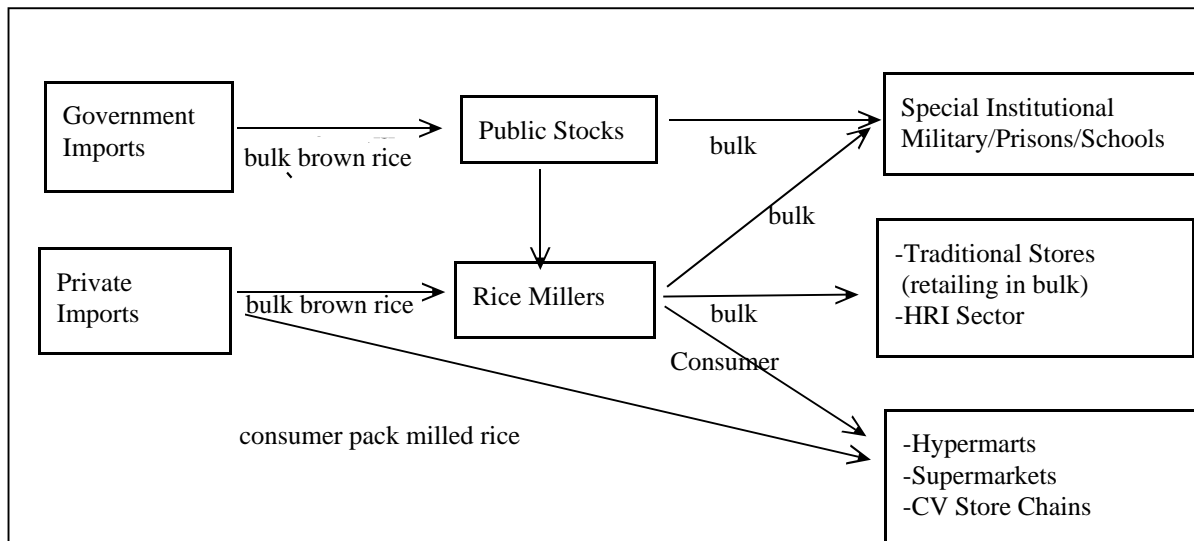 Government
Imports
bulk brown rice
Public Stocks
bulk
Special Institutional
Military/Prisons/Schools
bulk
Private
Imports
bulk brown rice
Rice Millers
bulk
-Traditional Stores
(retailing in bulk)
-HRI Sector
Consumer
consumer pack milled rice
-Hypermarts
-Supermarkets
-CV Store Chains